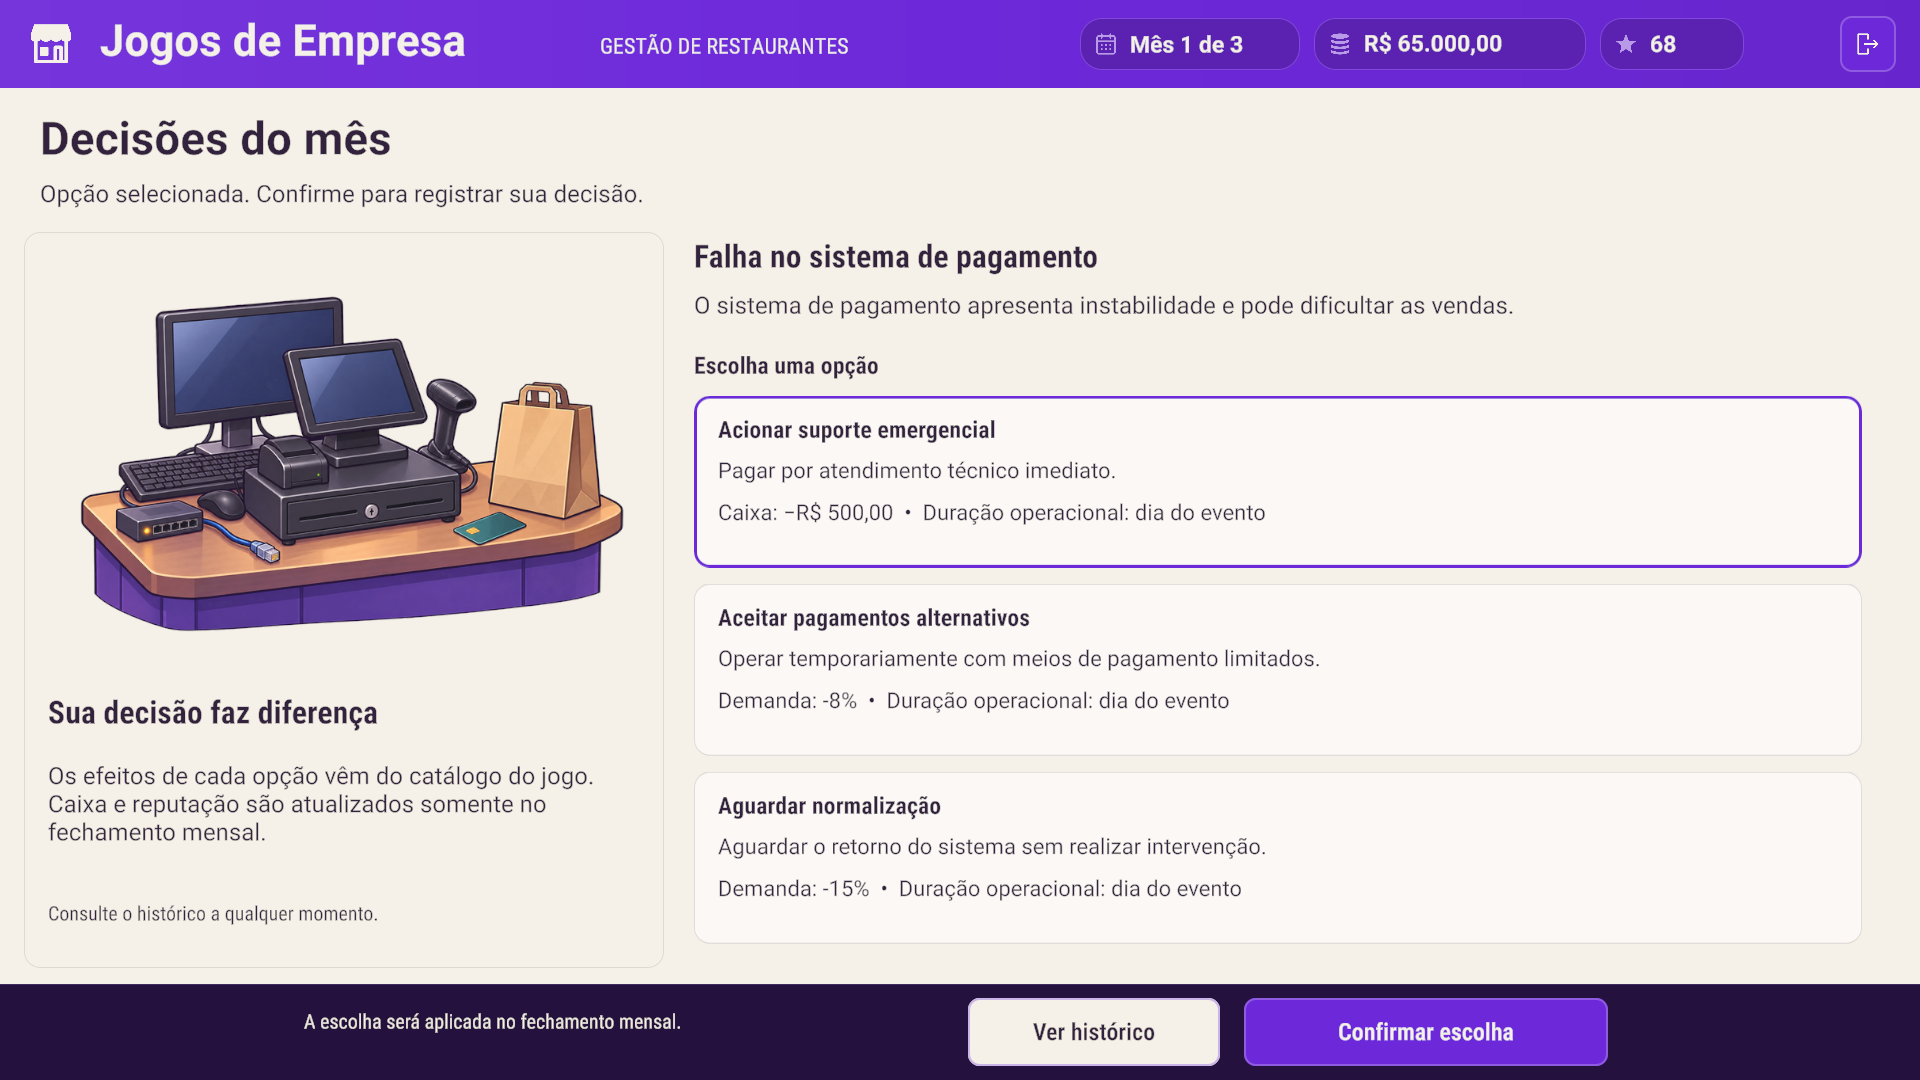 Jogos de Empresa
GESTÃO DE RESTAURANTES
Mês 1 de 3
R$ 65.000,00
68
Decisões do mês
Opção selecionada. Confirme para registrar sua decisão.
Sua decisão faz diferença
Os efeitos de cada opção vêm do catálogo do jogo.
Caixa e reputação são atualizados somente no
fechamento mensal.
Consulte o histórico a qualquer momento.
Falha no sistema de pagamento
O sistema de pagamento apresenta instabilidade e pode dificultar as vendas.
Escolha uma opção
Acionar suporte emergencial
Pagar por atendimento técnico imediato.
Caixa: −R$ 500,00 • Duração operacional: dia do evento
Aceitar pagamentos alternativos
Operar temporariamente com meios de pagamento limitados.
Demanda: -8% • Duração operacional: dia do evento
Aguardar normalização
Aguardar o retorno do sistema sem realizar intervenção.
Demanda: -15% • Duração operacional: dia do evento
A escolha será aplicada no fechamento mensal.
Ver histórico
Confirmar escolha